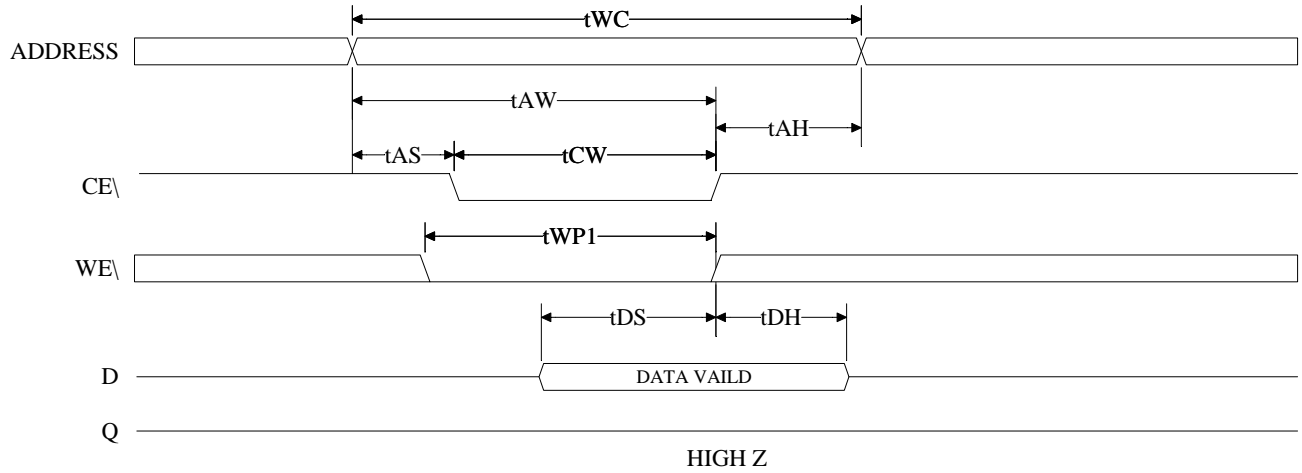 tWC
ADDRESS
tAW
tAH
tAS
tCW
CE\
tWP1
WE\
tDS
tDH
D
DATA VAILD
Q
HIGH Z